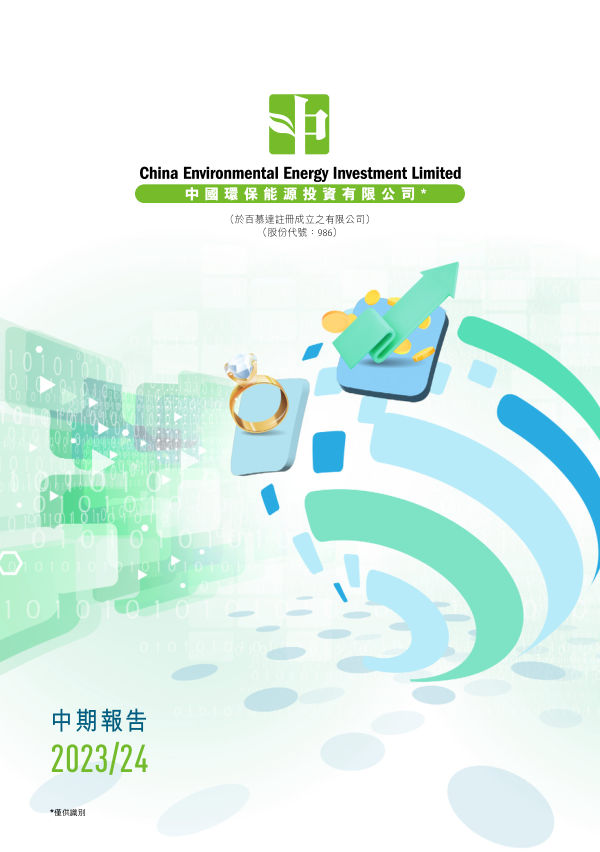 China Environmental Energy Investment Limited
中國環保能源投資有限公司*
（於百慕達註冊成立之有限公司）
（股份代號：986）
中期報告
2023/24
*僅供識別